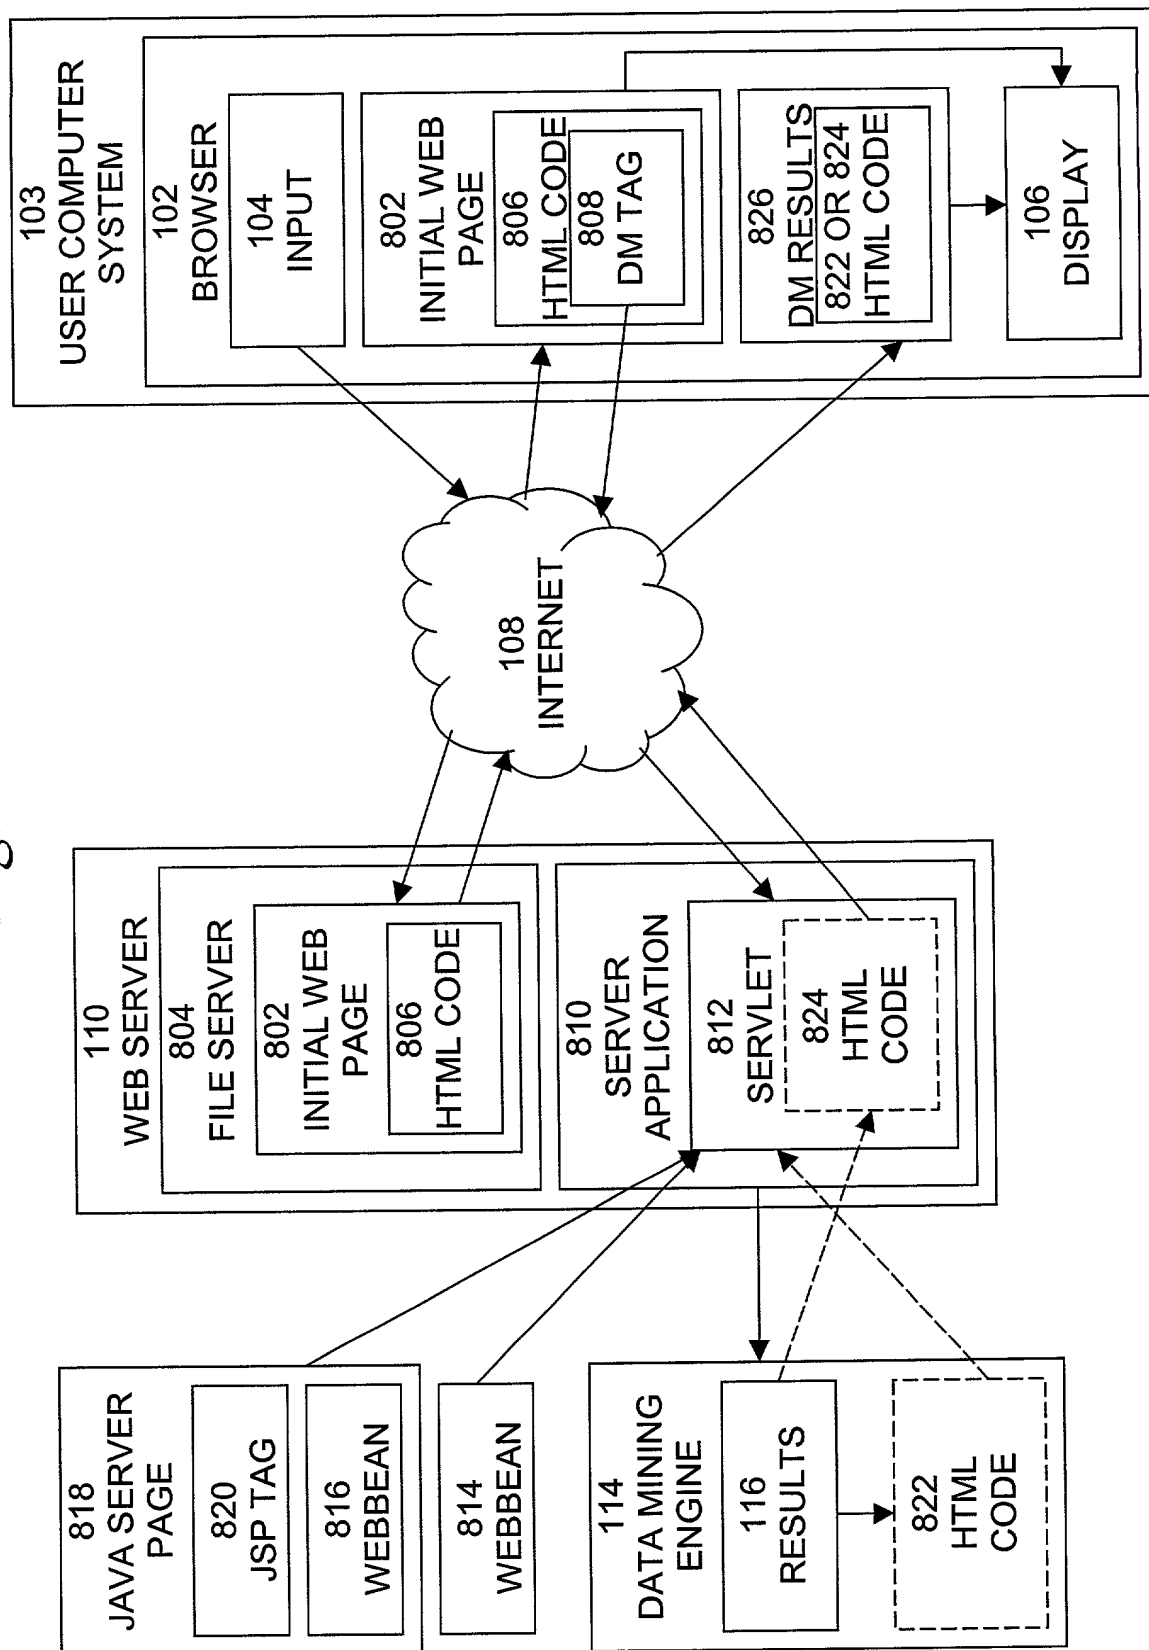 818
JAVA SERVER
PAGE
820
JSP TAG
816
WEBBEAN
814
WEBBEAN
114
DATA MINING
ENGINE
116
RESULTS
822
HTML
CODE
110
WEB SERVER
804
FILE SERVER
802
INITIAL WEB
PAGE
806
HTML CODE
810
SERVER
APPLICATION
812
SERVLET
824
HTML
CODE
108
INTERNET
103
USER COMPUTER
SYSTEM
102
BROWSER
104
INPUT
802
INITIAL WEB
PAGE
806
HTML CODE
808
DM TAG
826
DM RESULTS
822 OR 824
HTML CODE
106
DISPLAY